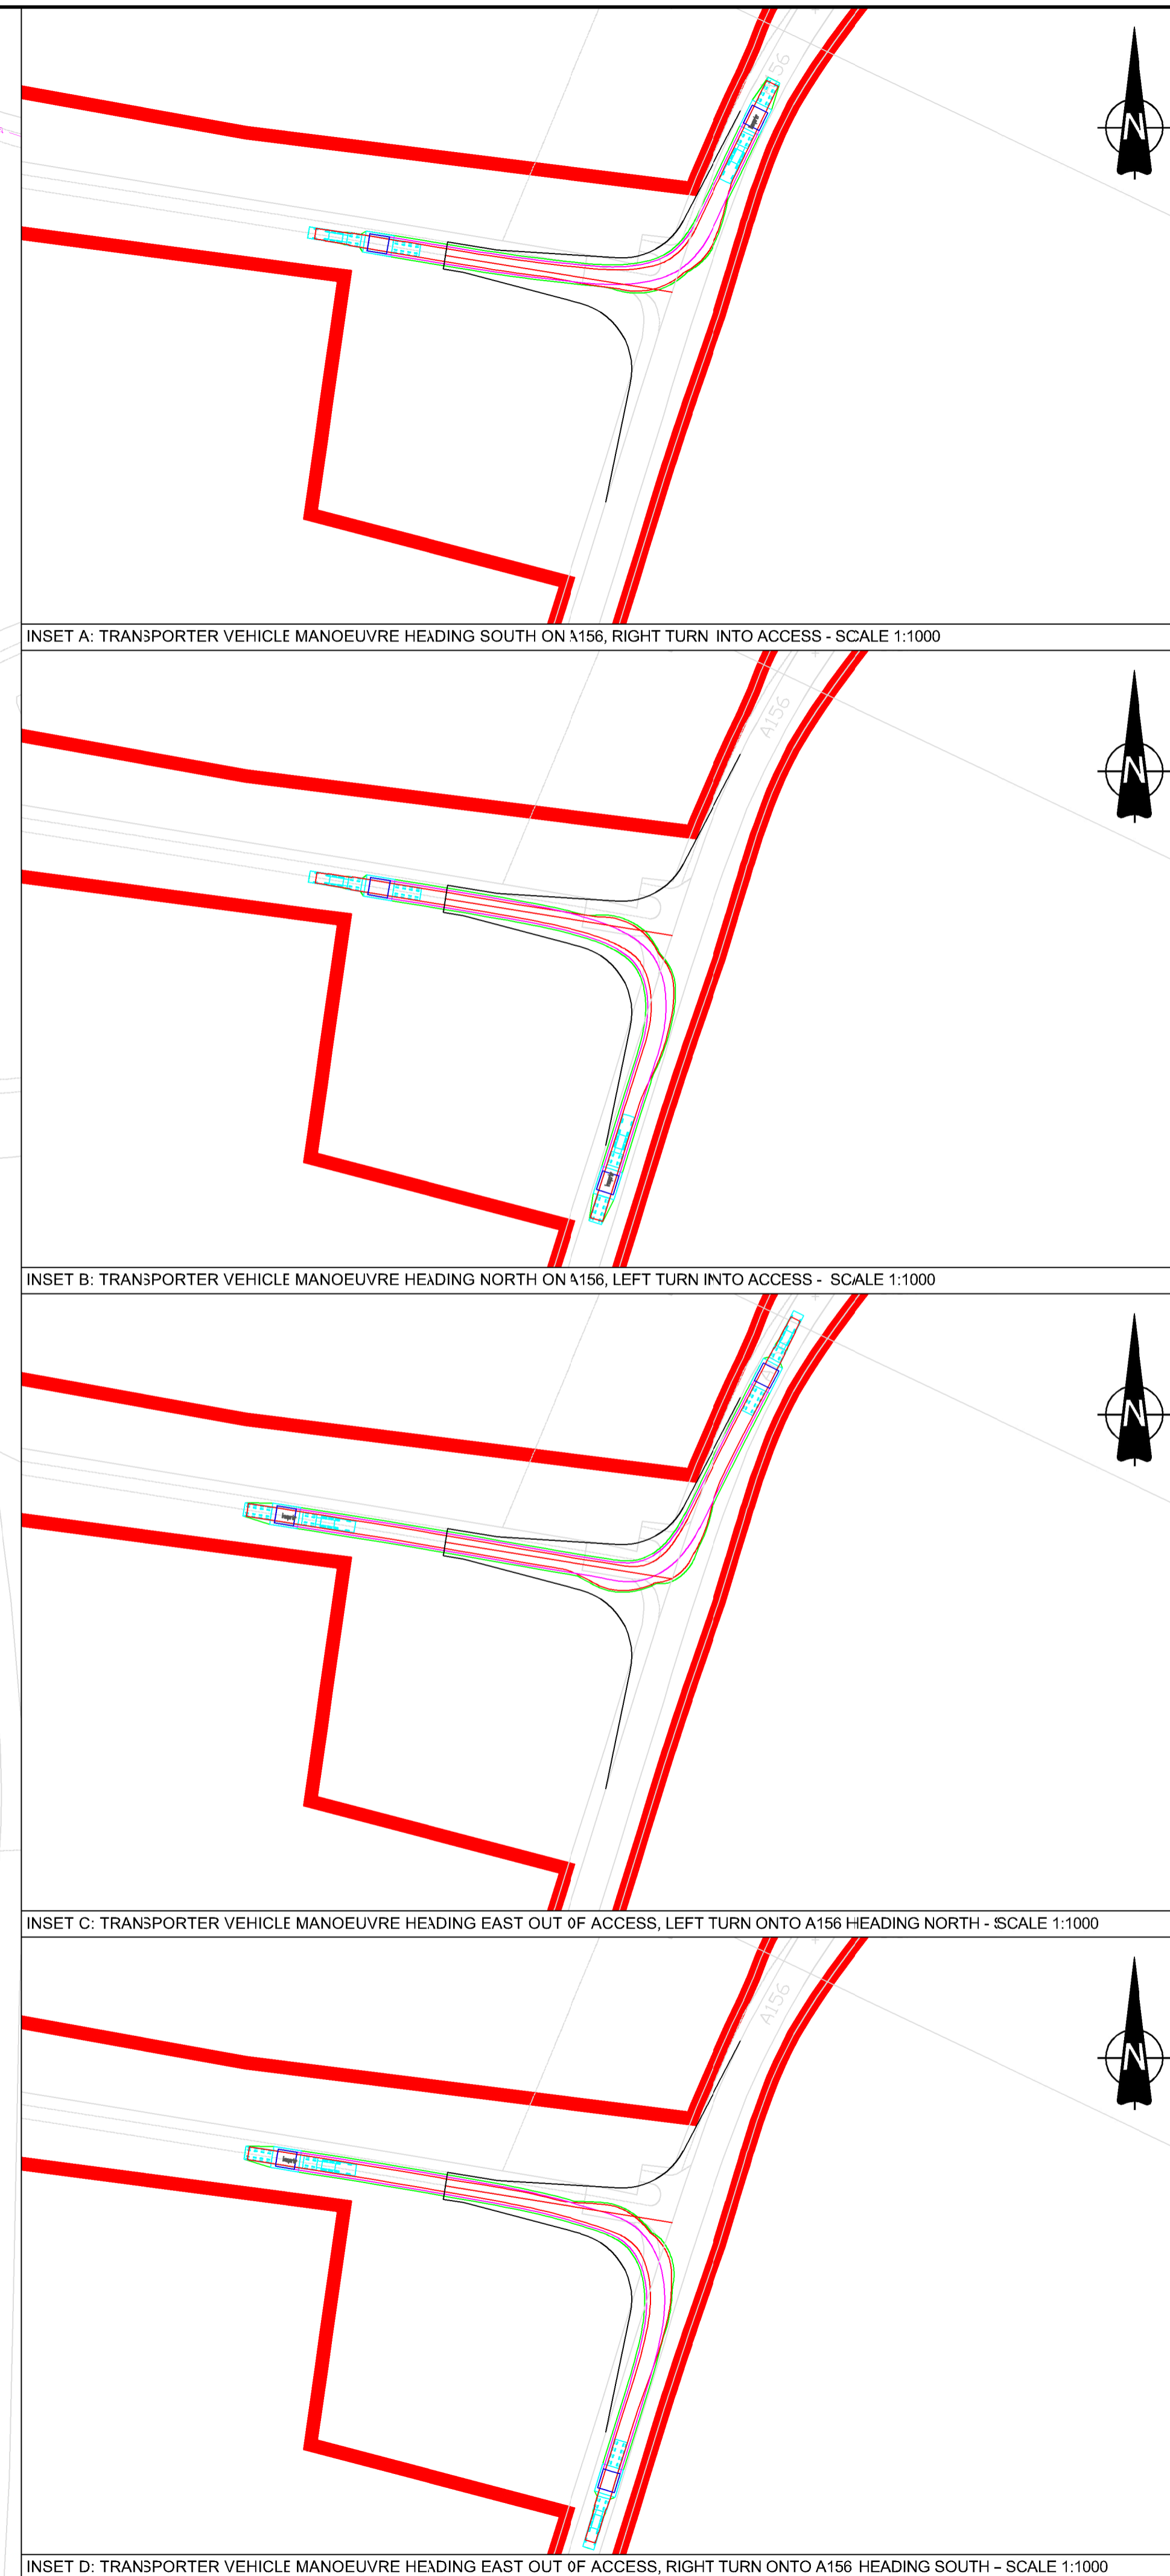 56
N
INSET A: TRANSPORTER VEHICLE MANOEUVRE HEADING SOUTH ON A156, RIGHT TURN INTO ACCESS - SCALE 1:1000
A156
N
INSET B: TRANSPORTER VEHICLE MANOEUVRE HEADING NORTH ON A156, LEFT TURN INTO ACCESS - SCALE 1:1000
N
INSET C: TRANSPORTER VEHICLE MANOEUVRE HEADING EAST OUT OF ACCESS, LEFT TURN ONTO A156 HEADING NORTH - SCALE 1:1000
A156
N
INSET D: TRANSPORTER VEHICLE MANOEUVRE HEADING EAST OUT OF ACCESS, RIGHT TURN ONTO A156 HEADING SOUTH - SCALE 1:1000